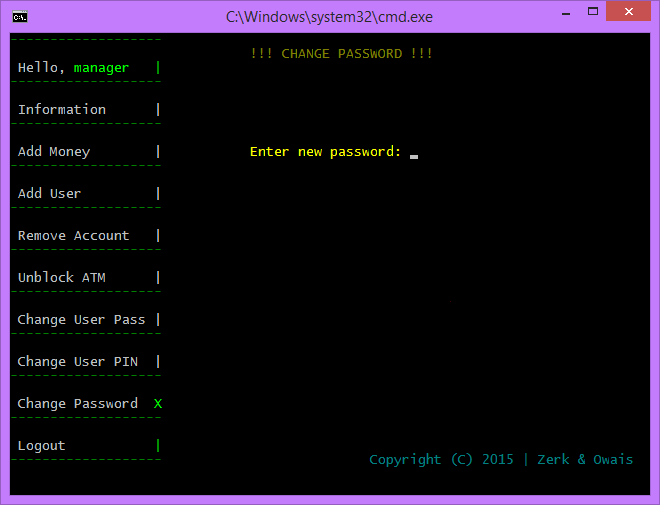 C:\Windows\system32\cmd.exe
!!! CHANGE PASSWORD !!!
Hello, manager |
Information |
Add Money |
Enter new password:
Add User |
Remove Account |
Unblock ATM |
Change User Pass |
Change User PIN |
Change Password X
Logout |
Copyright (C) 2015 | Zerk & Owais